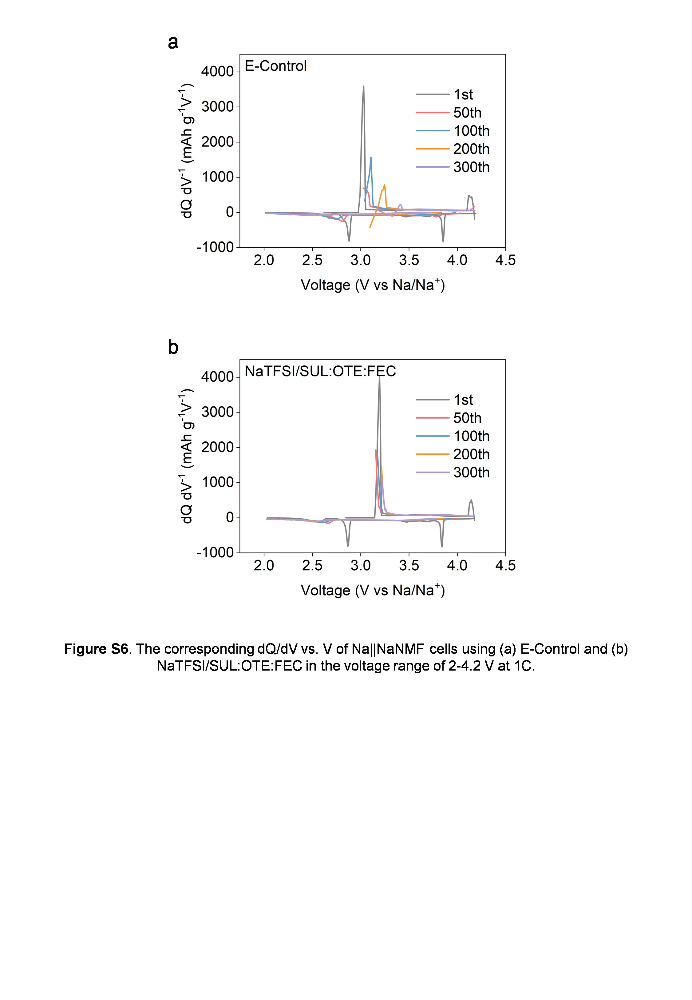 a
E-Control
4000
3000
2000
1000
0
-1000
dQ dV⁻¹ (mAh g⁻¹V⁻¹)
1st
50th
100th
200th
300th
2.0 2.5 3.0 3.5 4.0 4.5
Voltage (V vs Na/Na⁺)
b
NaTFSI/SUL:OTE:FEC
4000
3000
2000
1000
0
-1000
dQ dV⁻¹ (mAh g⁻¹V⁻¹)
1st
50th
100th
200th
300th
2.0 2.5 3.0 3.5 4.0 4.5
Voltage (V vs Na/Na⁺)
Figure S6. The corresponding dQ/dV vs. V of Na||NaNMF cells using (a) E-Control and (b)
NaTFSI/SUL:OTE:FEC in the voltage range of 2-4.2 V at 1C.